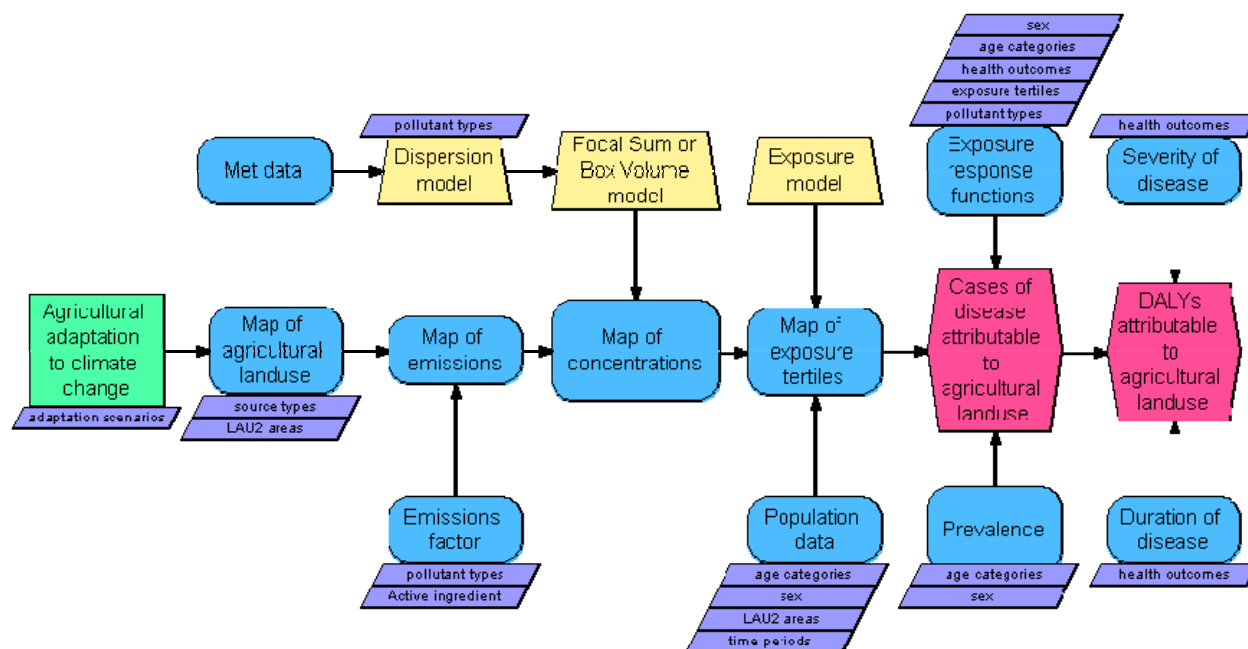 sex
age categories
health outcomes
exposure tertiles
pollutant types
pollutant types
health outcomes
Met data
Dispersion
model
Focal Sum or
Box Volume
model
Exposure
model
Exposure
response
functions
Severity of
disease
Agricultural
adaptation
to climate
change
adaptation scenarios
Map of
agricultural
landuse
source types
LAU2 areas
Map of
emissions
Map of
concentrations
Map of
exposure
tertiles
Cases of
disease
attributable
to
agricultural
landuse
DALYs
attributable
to
agricultural
landuse
Emissions
factor
pollutant types
Active ingredient
Population
data
age categories
sex
LAU2 areas
time periods
Prevalence
age categories
sex
Duration of
disease
health outcomes